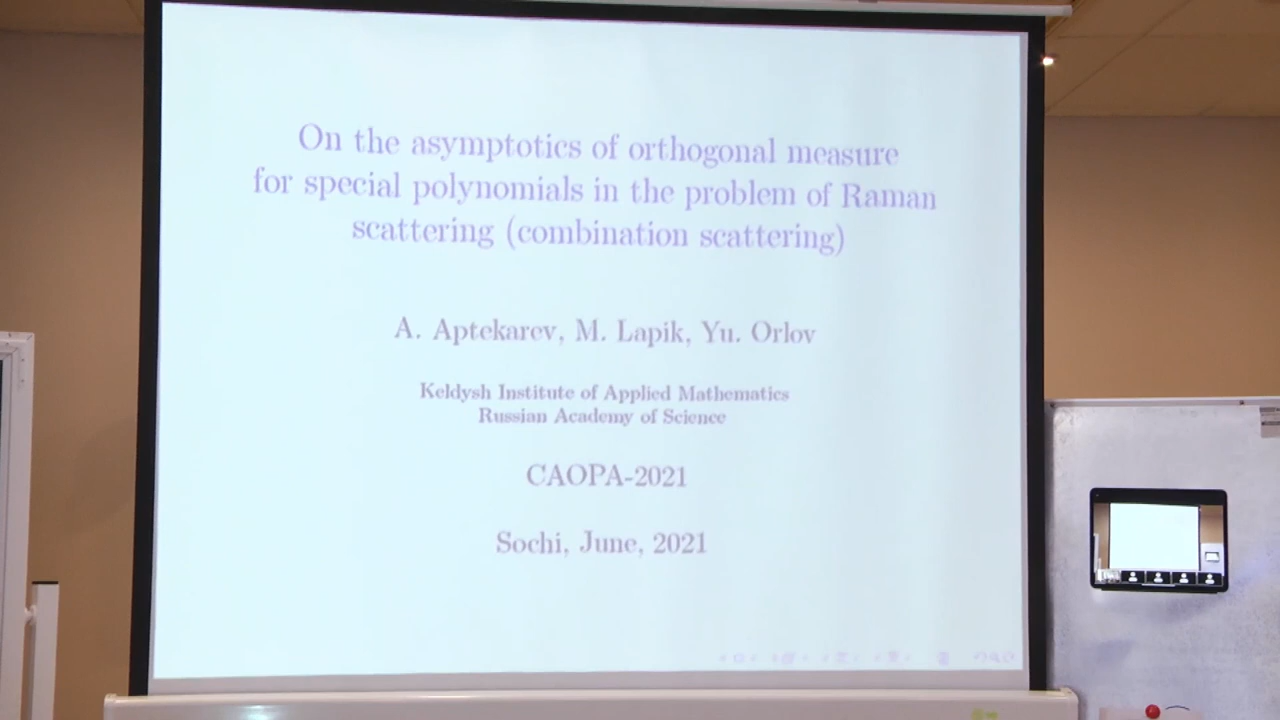 On the asymptotics of orthogonal measure
for special polynomials in the problem of Raman
scattering (combination scattering)
A. Aptekarev, M. Lapik, Yu. Orlov
Keldysh Institute of Applied Mathematics
Russian Academy of Science
CAOPA-2021
Sochi, June, 2021